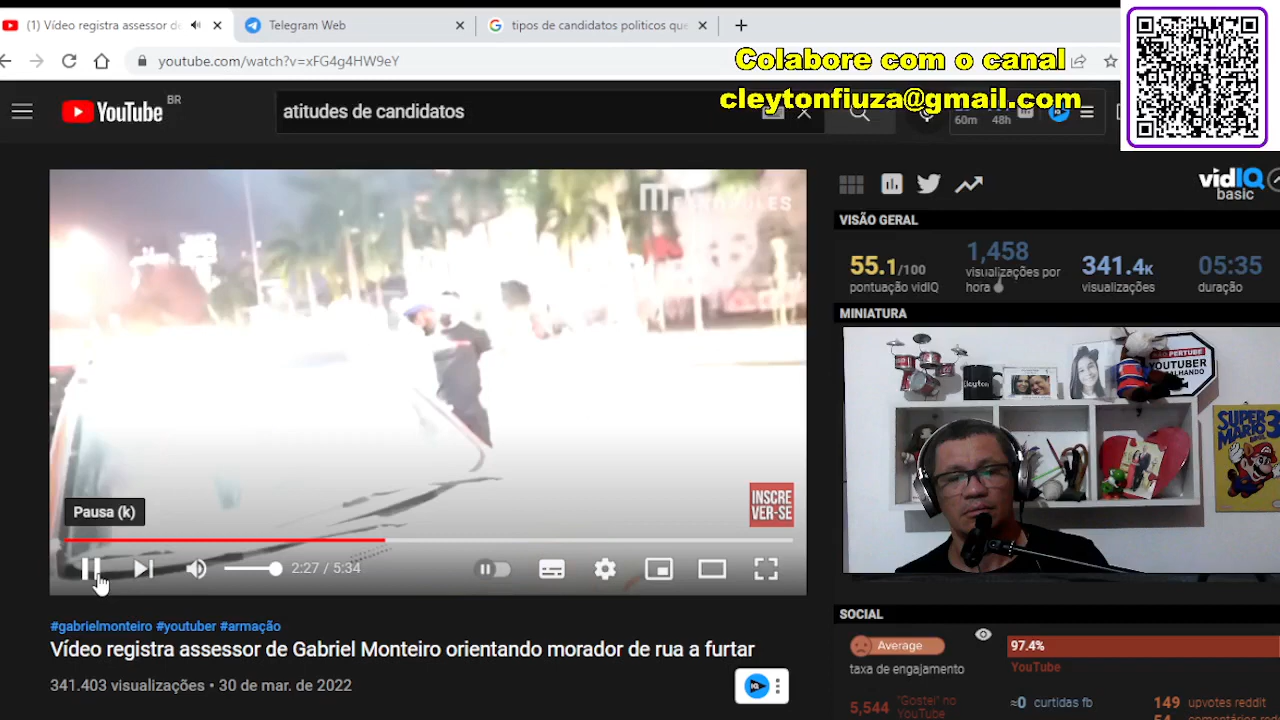 (1) Vídeo registra assessor de
Telegram Web
tipos de candidatos politicos que
youtube.com/watch?v=xFG4g4HW9eY
Colabore com o canal
cleytonfiuza@gmail.com
YouTube BR
atitudes de candidatos
60m 48h
vidIQ
basic
VISÃO GERAL
55.1/100
pontuação vidIQ
1,458
visualizações por
hora
341.4K
visualizações
05:35
duração
MINIATURA
NÃO PERTUBE
YOUTUBER
Cleyton
SUPER
MARIO 3
INSCRE
VER-SE
Pausa (k)
2:27 / 5:34
#gabrielmonteiro #youtuber #armação
Vídeo registra assessor de Gabriel Monteiro orientando morador de rua a furtar
341.403 visualizações • 30 de mar. de 2022
SOCIAL
Average
taxa de engajamento
97.4%
YouTube
5,544
"Gostei" no
YouTube
≈0 curtidas fb
149 upvotes reddit